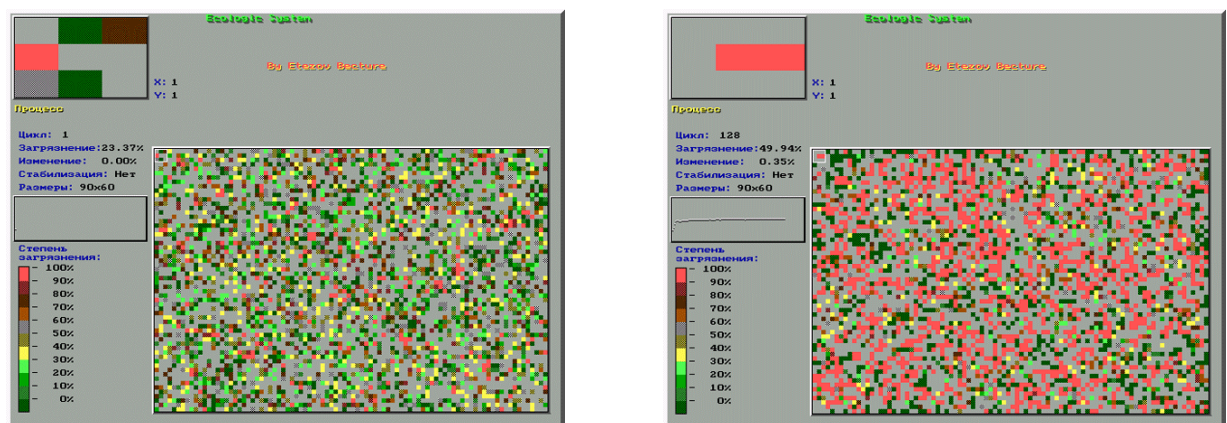 Ecologic System
By Etezov Becture
X: 1
Y: 1
Процесс
Цикл: 1
Загрязнение:23.37%
Изменение: 0.00%
Стабилизация: Нет
Размеры: 90x60
Степень
загрязнения:
100%
90%
80%
70%
60%
50%
40%
30%
20%
10%
0%
Ecologic System
By Etezov Becture
X: 1
Y: 1
Процесс
Цикл: 128
Загрязнение:49.94%
Изменение: 0.35%
Стабилизация: Нет
Размеры: 90x60
Степень
загрязнения:
100%
90%
80%
70%
60%
50%
40%
30%
20%
10%
0%